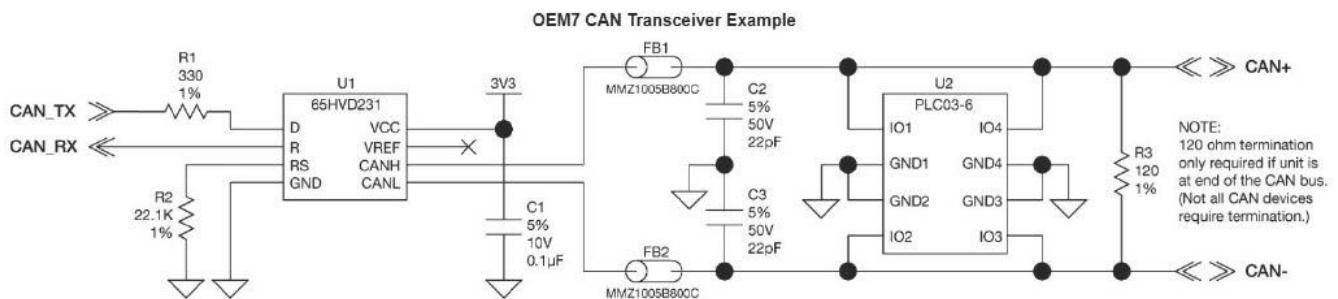 OEM7 CAN Transceiver Example
R1
330
1%
CAN_TX
CAN_RX
R2
22.1K
1%
U1
65HVD231
D
R
RS
GND
VCC
VREF
CANH
CANL
3V3
C1
5%
10V
0.1µF
FB1
MMZ1005B800C
C2
5%
50V
22pF
C3
5%
50V
22pF
FB2
MMZ1005B800C
U2
PLC03-6
IO1
GND1
GND2
IO2
IO4
GND4
GND3
IO3
R3
120
1%
CAN+
NOTE:
120 ohm termination
only required if unit is
at end of the CAN bus.
(Not all CAN devices
require termination.)
CAN-